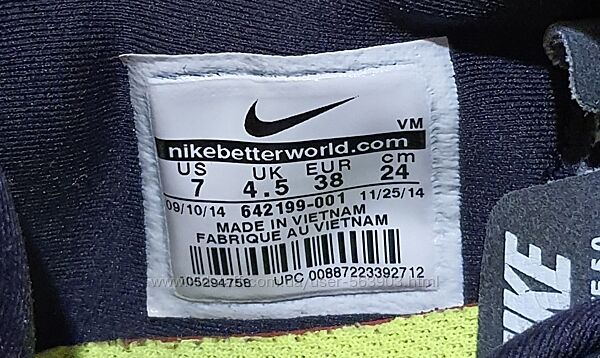 VM
nikebetterworld.com
US UK EUR cm
7 4.5 38 24
09/10/14 642199-001 11/25/14
MADE IN VIETNAM
FABRIQUE AU VIETNAM
105294758 UPC 00887223392712
NIKE